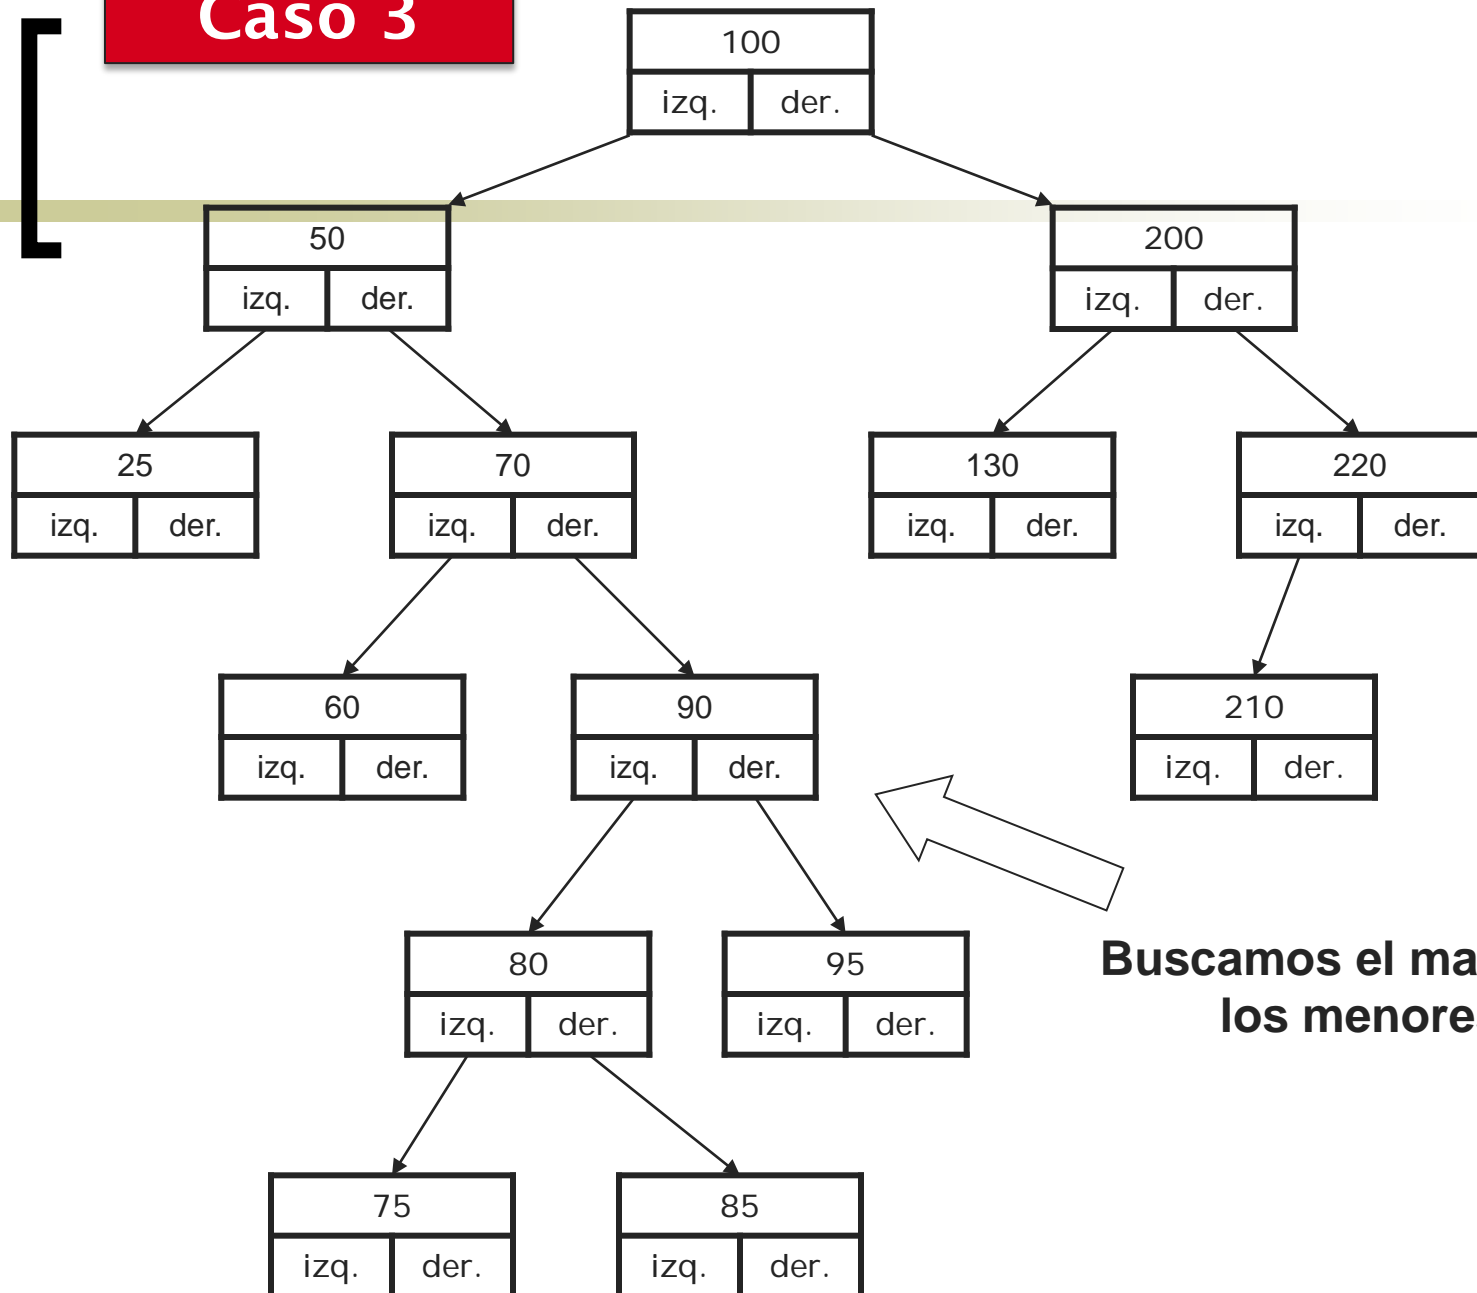 Caso 3
100
izq. der.
50
200
izq. der.
izq. der.
25
70
130
220
izq. der.
izq. der.
izq. der.
izq. der.
60
90
210
izq. der.
izq. der.
izq. der.
80
95
izq. der.
izq. der.
Buscamos el
los
75
85
izq. der.
izq. der.